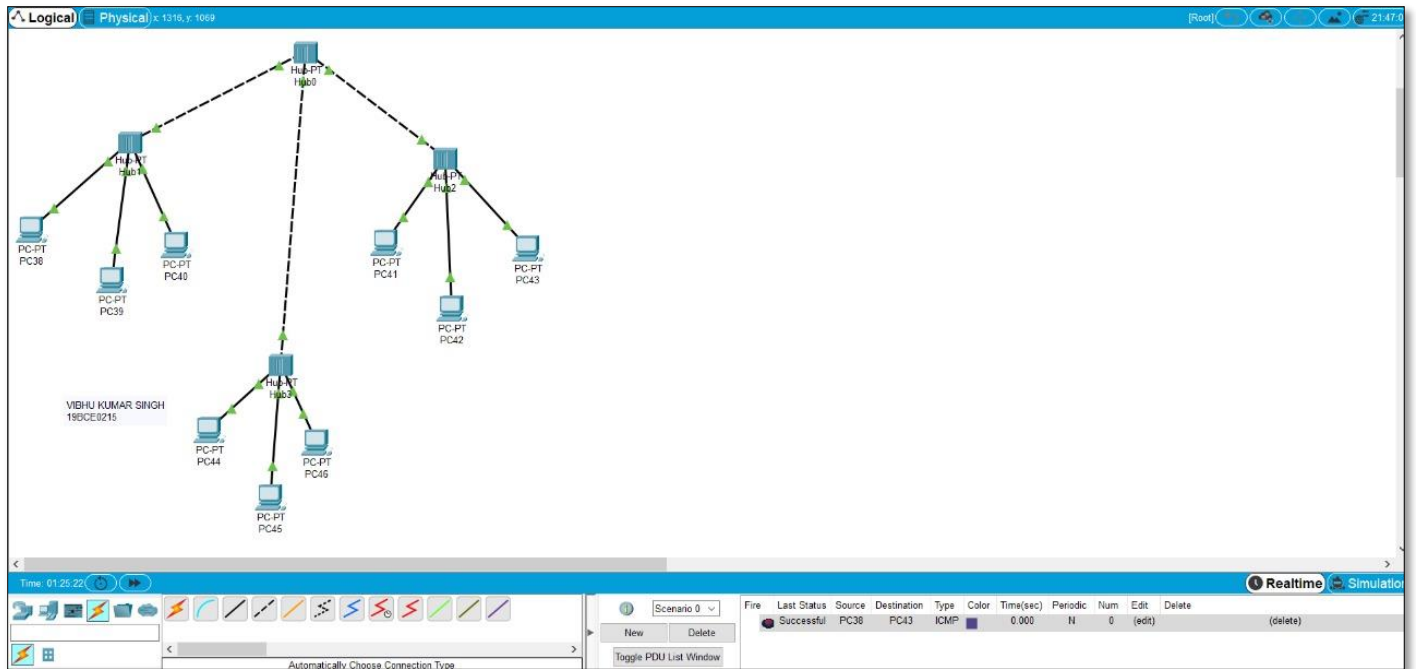 Logical Physical x: 1316, y: 1069 [Root] 21:47:0
Hub-PT
Hub0
Hub-PT
Hub1
Hub-PT
Hub2
PC-PT
PC38
PC-PT
PC39
PC-PT
PC40
PC-PT
PC41
PC-PT
PC42
PC-PT
PC43
Hub-PT
Hub3
VIBHU KUMAR SINGH
19BCE0215
PC-PT
PC44
PC-PT
PC46
PC-PT
PC45
Time: 01:25:22 Realtime Simulation
Scenario 0 Fire Last Status Source Destination Type Color Time(sec) Periodic Num Edit Delete
Successful PC38 PC43 ICMP 0.000 N 0 (edit) (delete)
New Delete
Toggle PDU List Window
Automatically Choose Connection Type